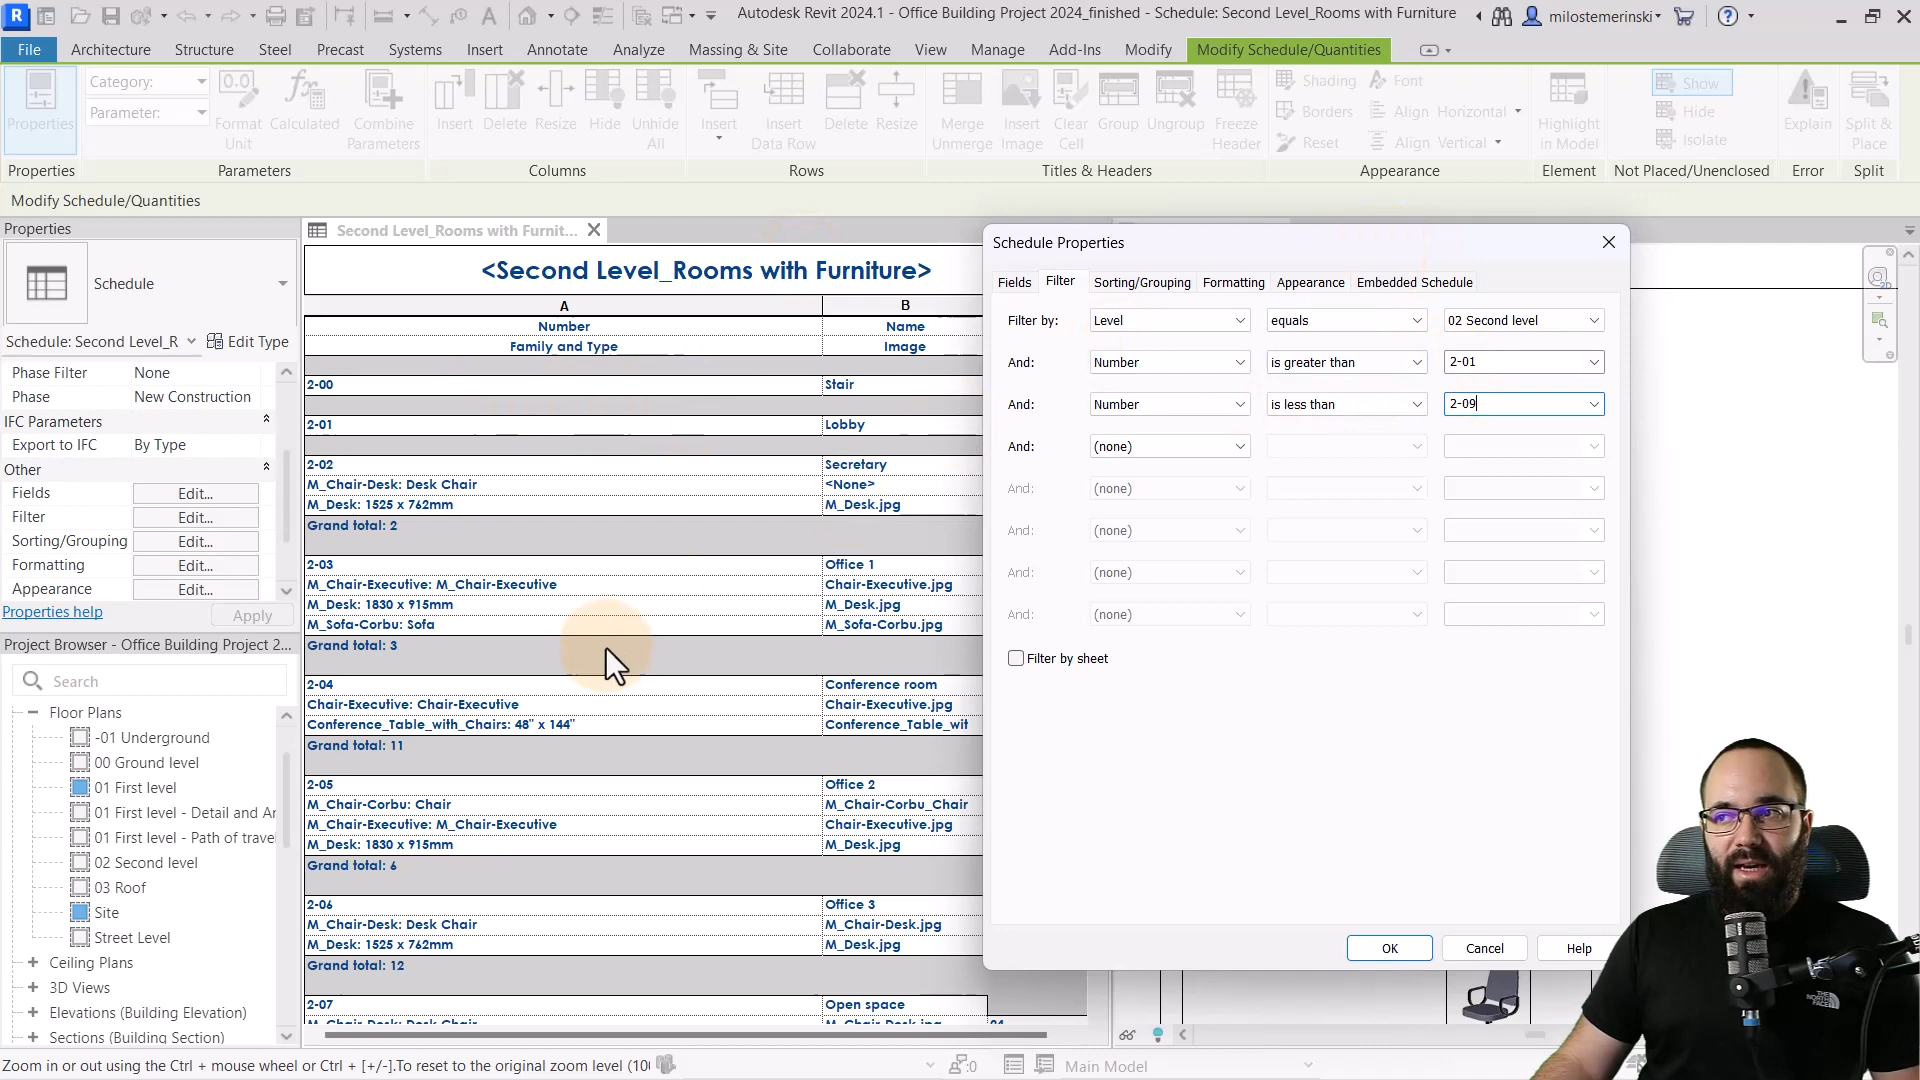 Autodesk Revit 2024.1 - Office Building Project 2024_finished - Schedule: Second Level_Rooms with Furniture
milostemerinski
File
Architecture
Structure
Steel
Precast
Systems
Insert
Annotate
Analyze
Massing & Site
Collaborate
View
Manage
Add-Ins
Modify
Modify Schedule/Quantities
Properties
Category:
Parameter:
Format
Unit
Calculated
Combine
Parameters
Insert
Delete
Resize
Hide
Unhide
All
Insert
Insert
Data Row
Delete
Resize
Merge
Unmerge
Insert
Image
Clear
Cell
Group
Ungroup
Freeze
Header
Shading
Borders
Reset
Font
Align Horizontal
Align Vertical
Highlight
in Model
Show
Hide
Isolate
Explain
Split &
Place
Properties
Parameters
Columns
Rows
Titles & Headers
Appearance
Element
Not Placed/Unenclosed
Error
Split
Modify Schedule/Quantities
Properties
Schedule
Schedule: Second Level_R
Edit Type
Phase Filter None
Phase New Construction
IFC Parameters
Export to IFC By Type
Other
Fields Edit...
Filter Edit...
Sorting/Grouping Edit...
Formatting Edit...
Appearance Edit...
Properties help
Apply
Project Browser - Office Building Project 2...
Search
Floor Plans
-01 Underground
00 Ground level
01 First level
01 First level - Detail and Ar
01 First level - Path of trave
02 Second level
03 Roof
Site
Street Level
Ceiling Plans
3D Views
Elevations (Building Elevation)
Sections (Building Section)
Second Level_Rooms with Furnit...
<Second Level_Rooms with Furniture>
A B
Number Name
Family and Type Image
2-00 Stair
2-01 Lobby
2-02 Secretary
M_Chair-Desk: Desk Chair <None>
M_Desk: 1525 x 762mm M_Desk.jpg
Grand total: 2
2-03 Office 1
M_Chair-Executive: M_Chair-Executive Chair-Executive.jpg
M_Desk: 1830 x 915mm M_Desk.jpg
M_Sofa-Corbu: Sofa M_Sofa-Corbu.jpg
Grand total: 3
2-04 Conference room
Chair-Executive: Chair-Executive Chair-Executive.jpg
Conference_Table_with_Chairs: 48" x 144" Conference_Table_wit
Grand total: 11
2-05 Office 2
M_Chair-Corbu: Chair M_Chair-Corbu_Chair
M_Chair-Executive: M_Chair-Executive Chair-Executive.jpg
M_Desk: 1830 x 915mm M_Desk.jpg
Grand total: 6
2-06 Office 3
M_Chair-Desk: Desk Chair M_Chair-Desk.jpg
M_Desk: 1525 x 762mm M_Desk.jpg
Grand total: 12
2-07 Open space
M_Chair-Desk: Desk Chair M_Chair-Desk.jpg
Schedule Properties
Fields
Filter
Sorting/Grouping
Formatting
Appearance
Embedded Schedule
Filter by: Level equals 02 Second level
And: Number is greater than 2-01
And: Number is less than 2-09
And: (none)
And: (none)
And: (none)
And: (none)
And: (none)
Filter by sheet
OK
Cancel
Help
Zoom in or out using the Ctrl + mouse wheel or Ctrl + [+/-].To reset to the original zoom level (10
:0
Main Model